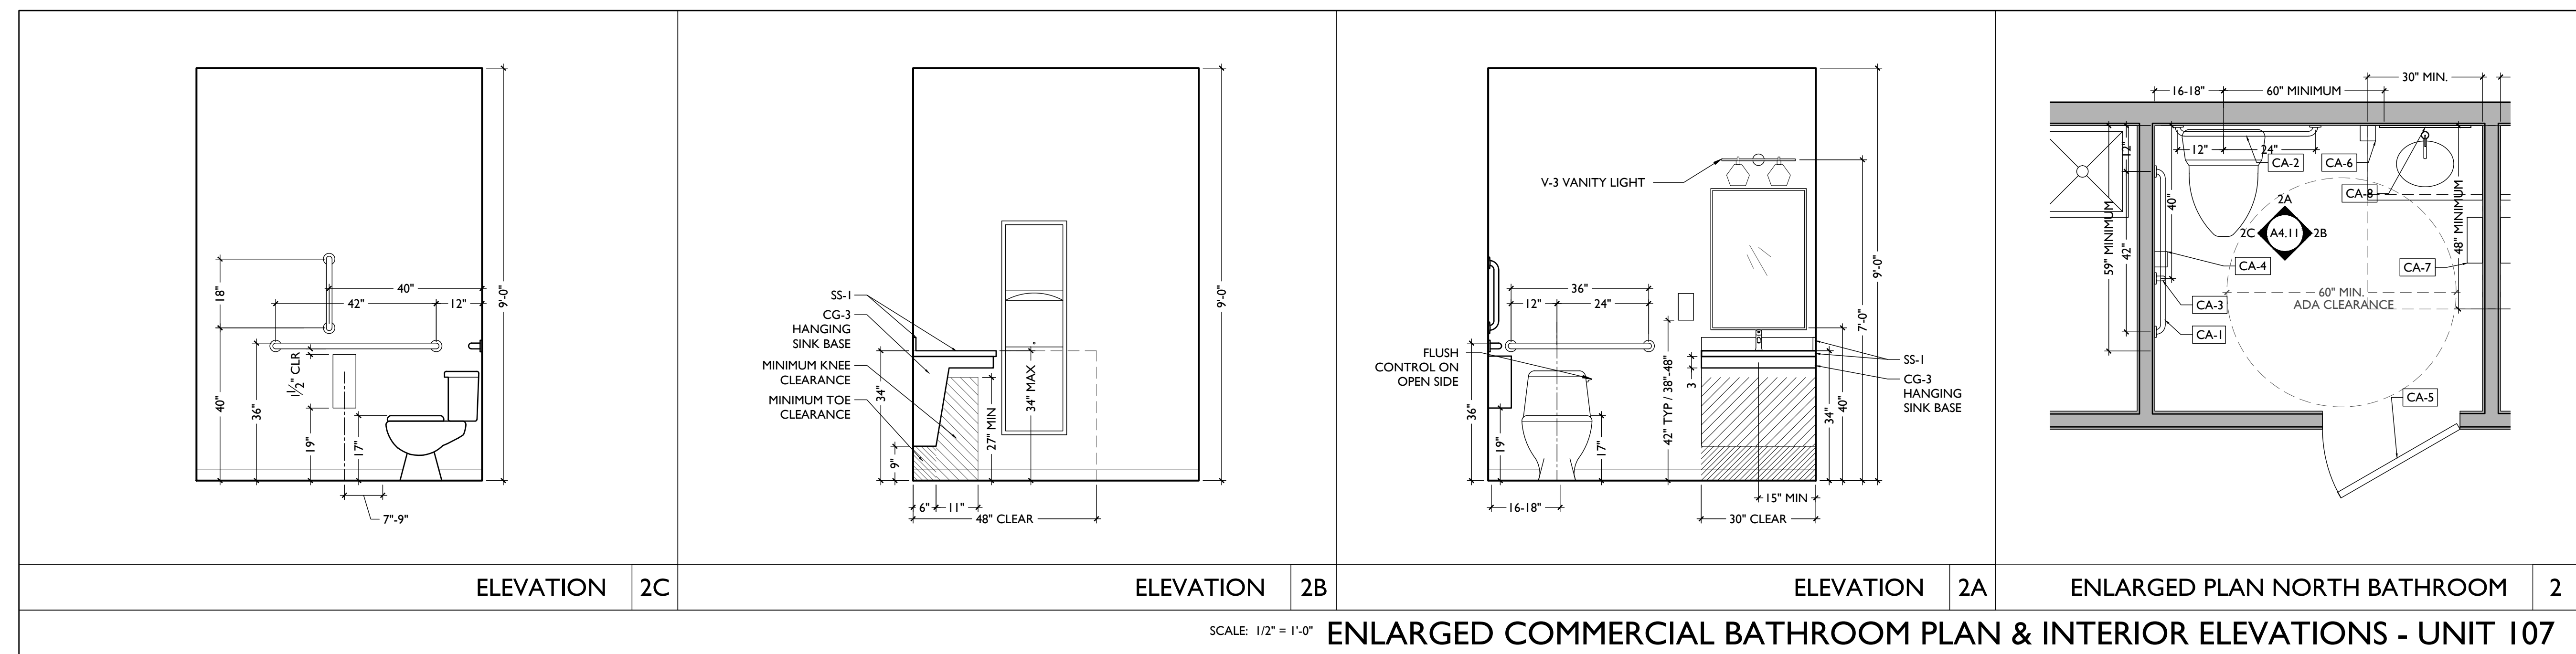 18"
40"
42"
12"
9'-0"
1 1/2" CLR
40"
36"
19"
17"
7"-9"
ELEVATION 2C
SS-1
CG-3
HANGING
SINK BASE
MINIMUM KNEE
CLEARANCE
MINIMUM TOE
CLEARANCE
34"
9"
27" MIN
34" MAX
9'-0"
6"
11"
48" CLEAR
ELEVATION 2B
V-3 VANITY LIGHT
36"
12"
24"
FLUSH
CONTROL ON
OPEN SIDE
36"
19"
17"
42" TYP / 38"-48"
3
34"
40"
7'-0"
9'-0"
SS-1
CG-3
HANGING
SINK BASE
16-18"
15" MIN
30" CLEAR
ELEVATION 2A
30" MIN.
16-18"
60" MINIMUM
12"
12"
24"
CA-2
CA-6
CA-8
40"
59" MINIMUM
42"
48" MINIMUM
2A
2C A4.11 2B
CA-4
CA-7
60" MIN.
ADA CLEARANCE
CA-3
CA-1
CA-5
ENLARGED PLAN NORTH BATHROOM 2
SCALE: 1/2" = 1'-0" ENLARGED COMMERCIAL BATHROOM PLAN & INTERIOR ELEVATIONS - UNIT 107